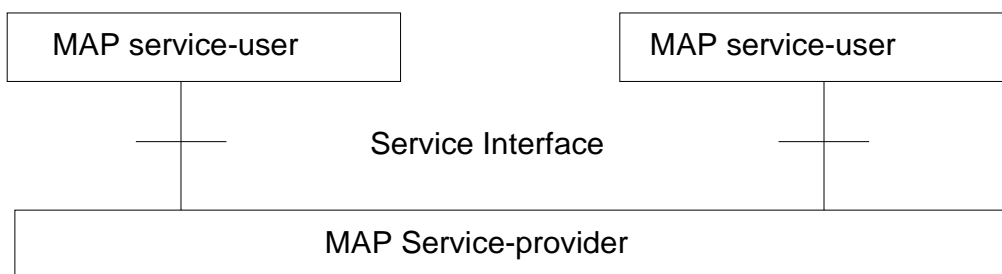 MAP service-user
MAP service-user
Service Interface
MAP Service-provider